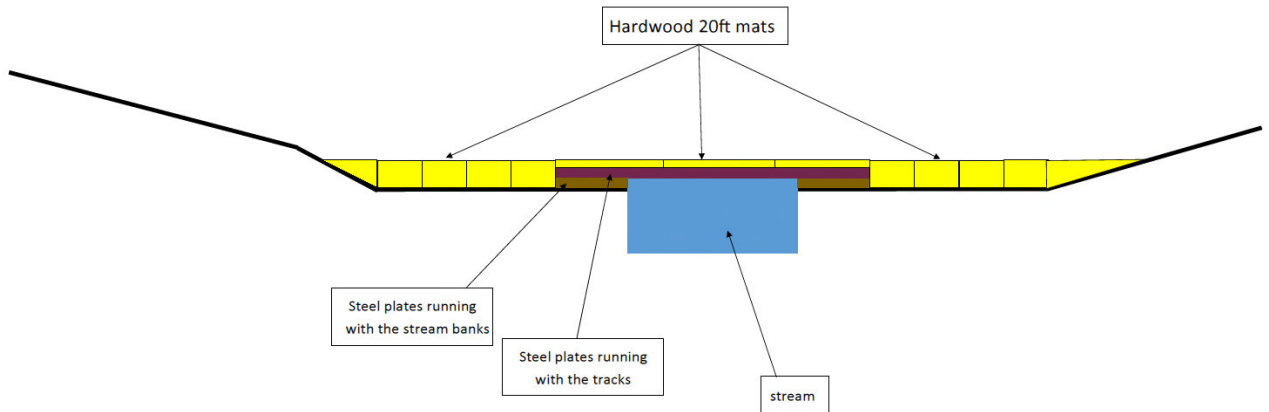 Hardwood 20ft mats
Steel plates running
with the stream banks
Steel plates running
with the tracks
stream